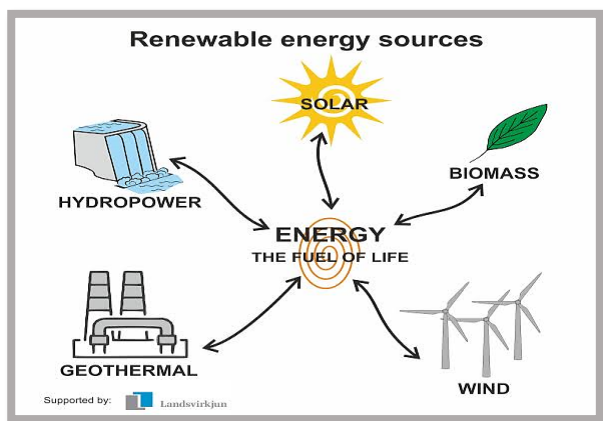 Renewable energy sources
SOLAR
HYDROPOWER
BIOMASS
ENERGY
THE FUEL OF LIFE
GEOTHERMAL
WIND
Supported by:
Landsvirkjun